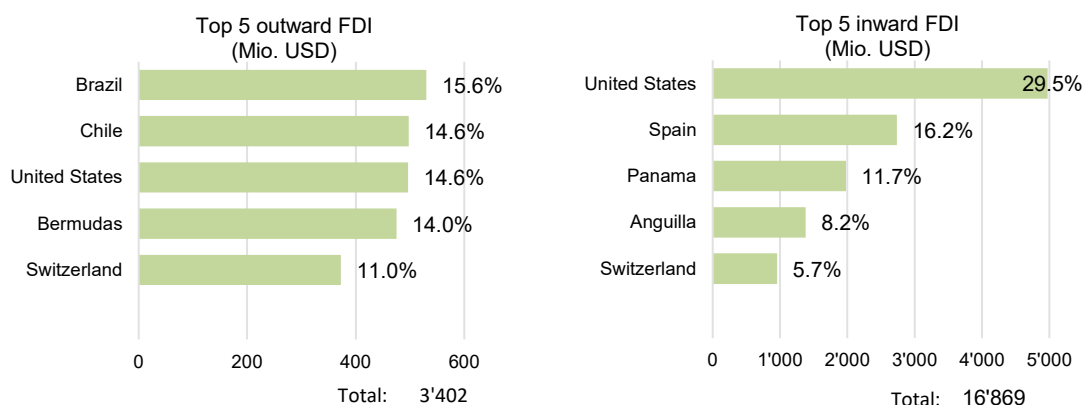 Top 5 outward FDI
(Mio. USD)
Brazil 15.6%
Chile 14.6%
United States 14.6%
Bermudas 14.0%
Switzerland 11.0%
0 200 400 600
Total: 3'402
Top 5 inward FDI
(Mio. USD)
United States 29.5%
Spain 16.2%
Panama 11.7%
Anguilla 8.2%
Switzerland 5.7%
0 1'000 2'000 3'000 4'000 5'000
Total: 16'869